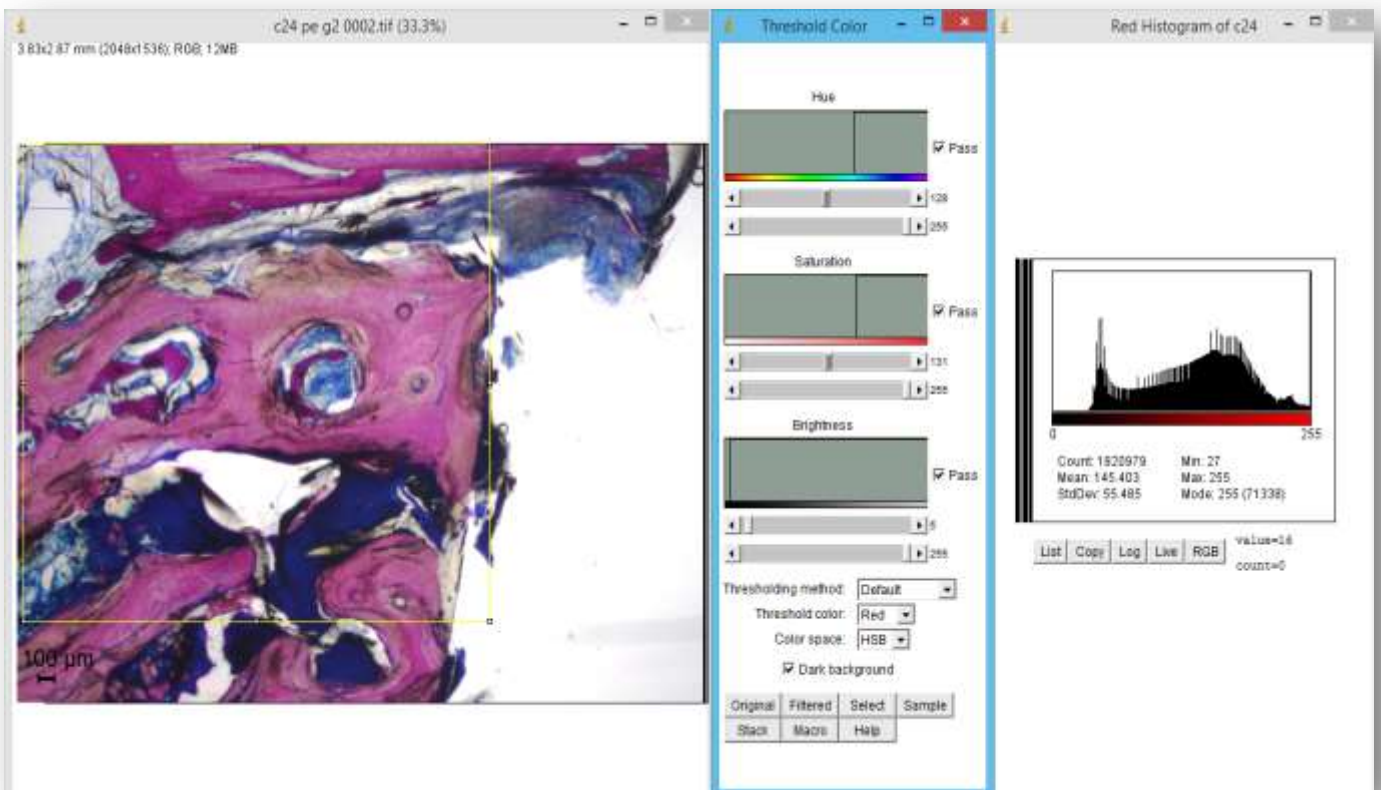 c24 pe g2 0002.tif (33.3%)
3.83x2.87 mm (2048x1536); RGB; 12MB
100 µm
Threshold Color
Hue
Pass
128
255
Saturation
Pass
131
255
Brightness
Pass
5
255
Thresholding method: Default
Threshold color: Red
Color space: HSB
Dark background
Original Filtered Select Sample
Stack Macro Help
Red Histogram of c24
0 255
Count: 1820979 Min: 27
Mean: 145.403 Max: 255
StdDev: 55.485 Mode: 255 (71338)
List Copy Log Live RGB
value=16
count=0